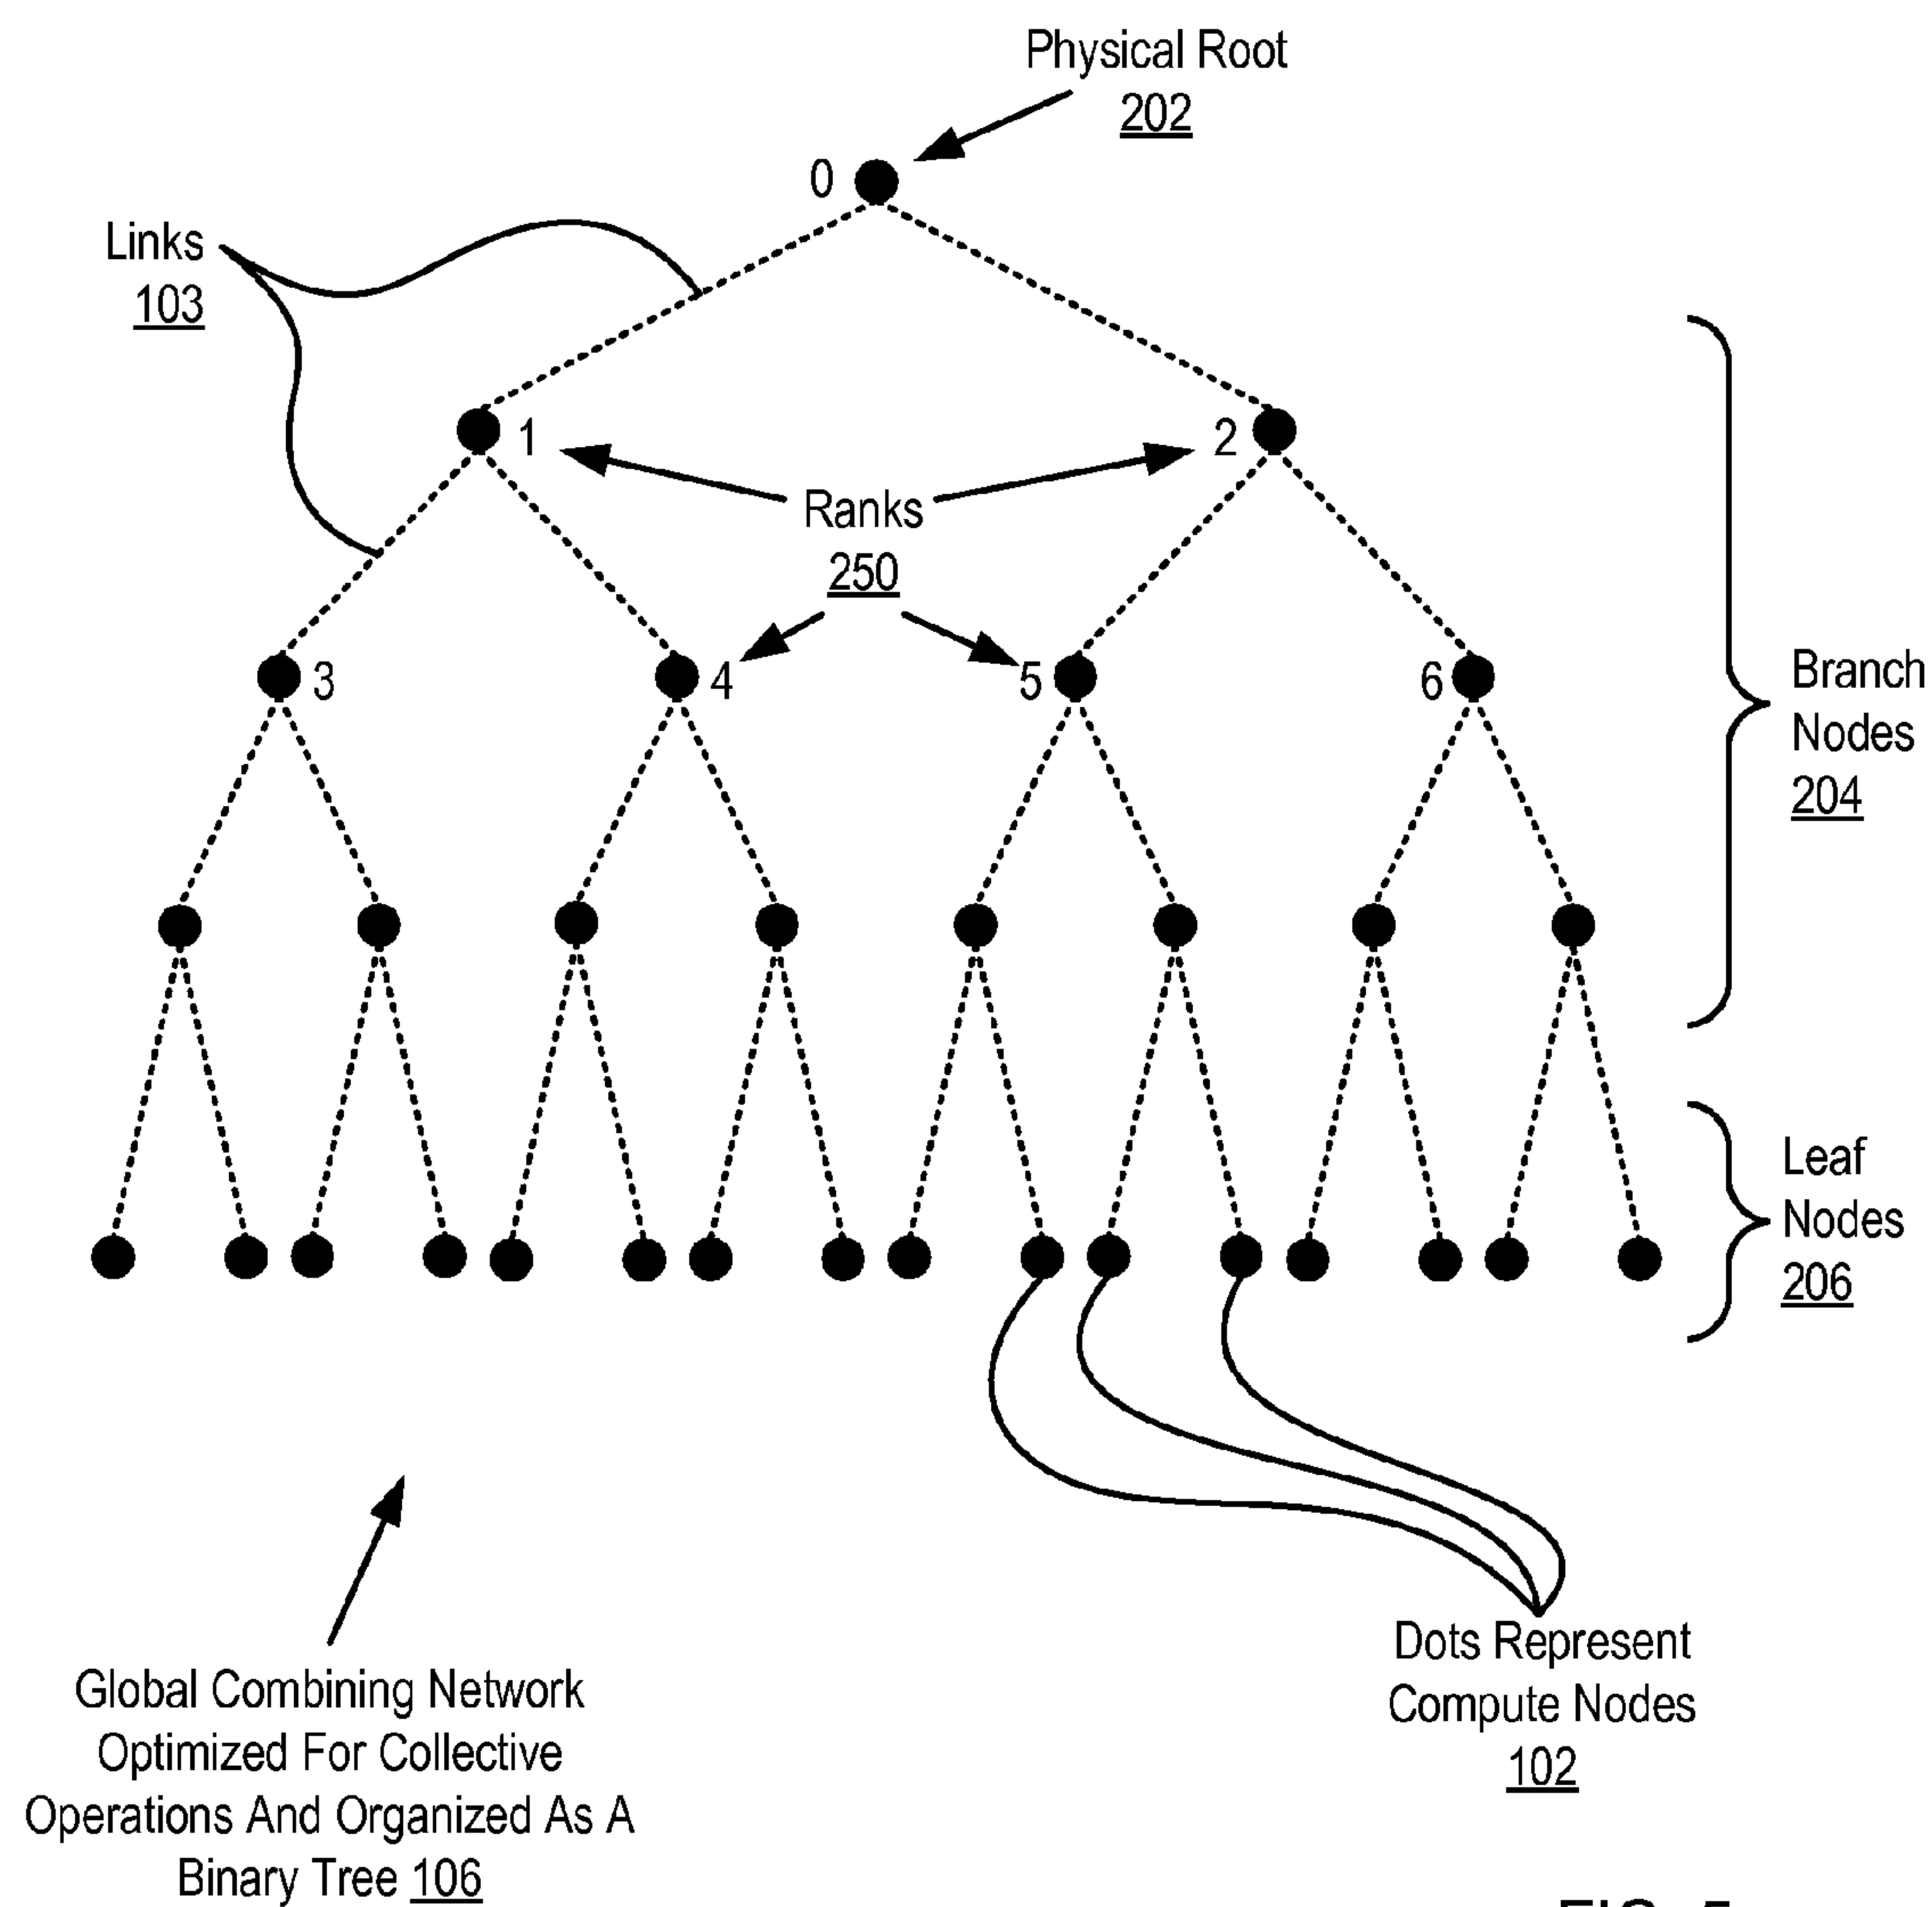 Physical Root
202
0
Links
103
1
2
Ranks
250
3
4
5
6
Branch
Nodes
204
Leaf
Nodes
206
Dots Represent
Compute Nodes
102
Global Combining Network
Optimized For Collective
Operations And Organized As A
Binary Tree 106